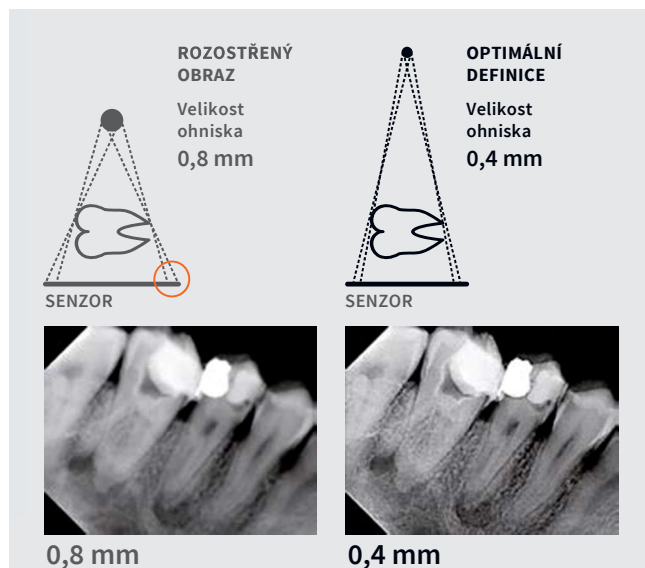 ROZOSTŘENÝ
OBRAZ
Velikost
ohniska
0,8 mm
SENZOR
OPTIMÁLNÍ
DEFINICE
Velikost
ohniska
0,4 mm
SENZOR
0,8 mm
0,4 mm